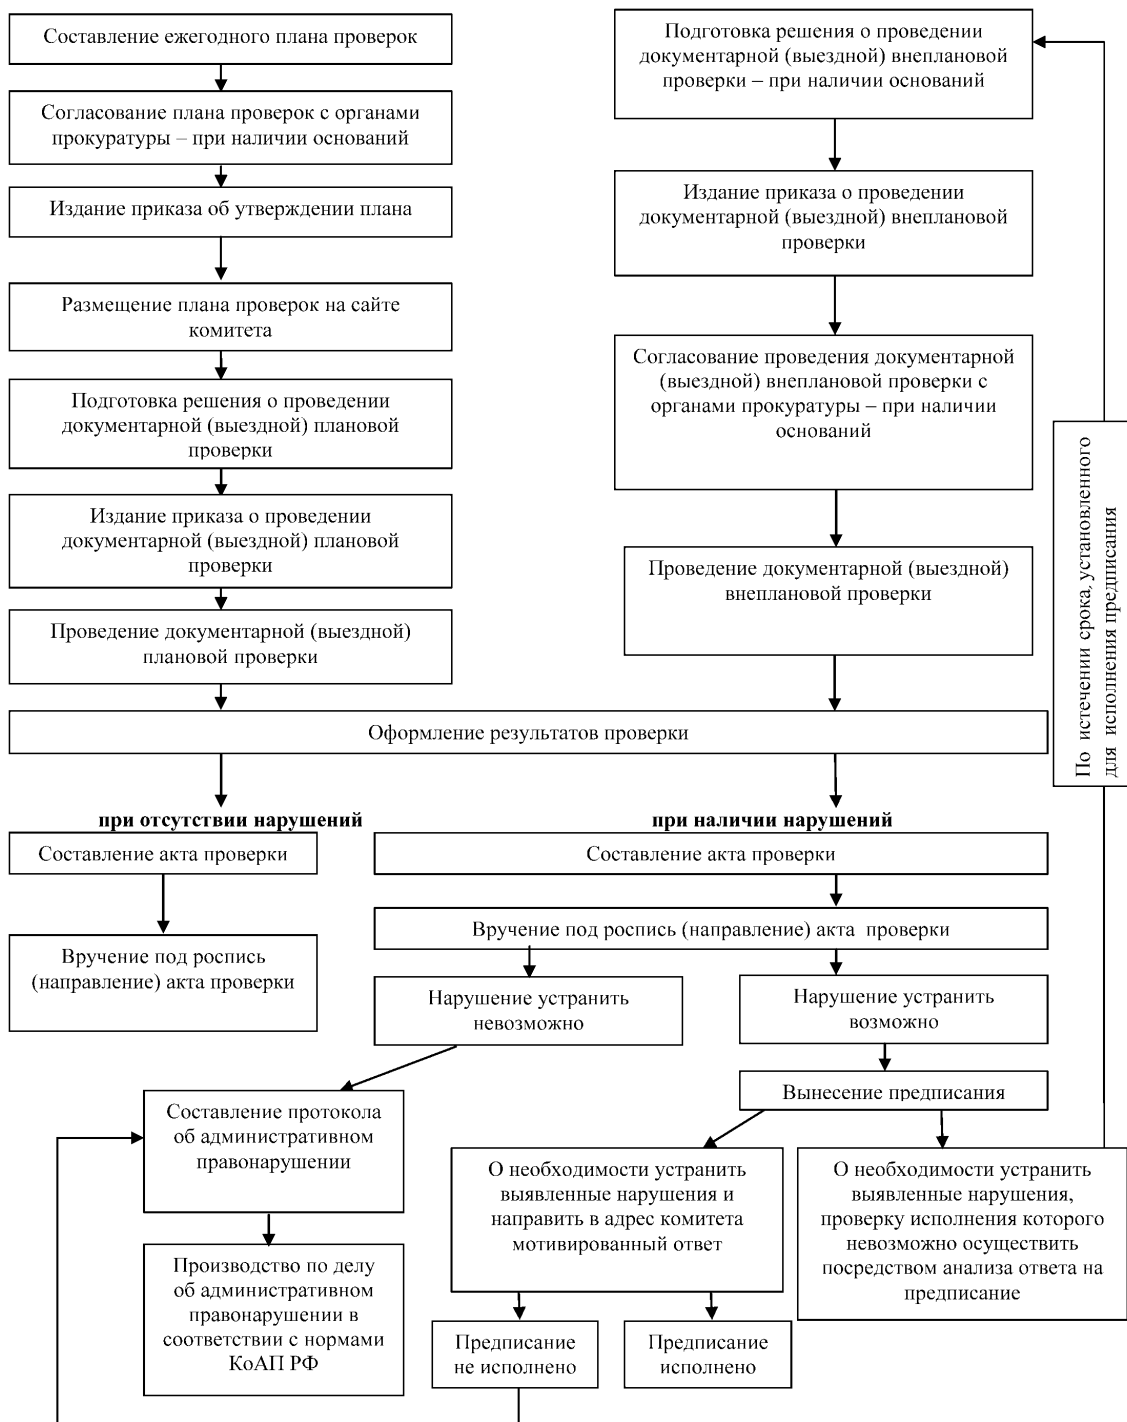 Составление ежегодного плана проверок
Согласование плана проверок с органами
прокуратуры – при наличии оснований
Издание приказа об утверждении плана
Размещение плана проверок на сайте
комитета
Подготовка решения о проведении
документарной (выездной) плановой
проверки
Издание приказа о проведении
документарной (выездной) плановой
проверки
Проведение документарной (выездной)
плановой проверки
Подготовка решения о проведении
документарной (выездной) внеплановой
проверки – при наличии оснований
Издание приказа о проведении
документарной (выездной) внеплановой
проверки
Согласование проведения документарной
(выездной) внеплановой проверки с
органами прокуратуры – при наличии
оснований
Проведение документарной (выездной)
внеплановой проверки
По истечении срока, установленного
для исполнения предписания
Оформление результатов проверки
при отсутствии нарушений
Составление акта проверки
Вручение под роспись
(направление) акта проверки
при наличии нарушений
Составление акта проверки
Вручение под роспись (направление) акта проверки
Нарушение устранить
невозможно
Нарушение устранить
возможно
Вынесение предписания
Составление протокола
об административном
правонарушении
Производство по делу
об административном
правонарушении в
соответствии с нормами
КоАП РФ
О необходимости устранить
выявленные нарушения и
направить в адрес комитета
мотивированный ответ
О необходимости устранить
выявленные нарушения,
проверку исполнения которого
невозможно осуществить
посредством анализа ответа на
предписание
Предписание
не исполнено
Предписание
исполнено